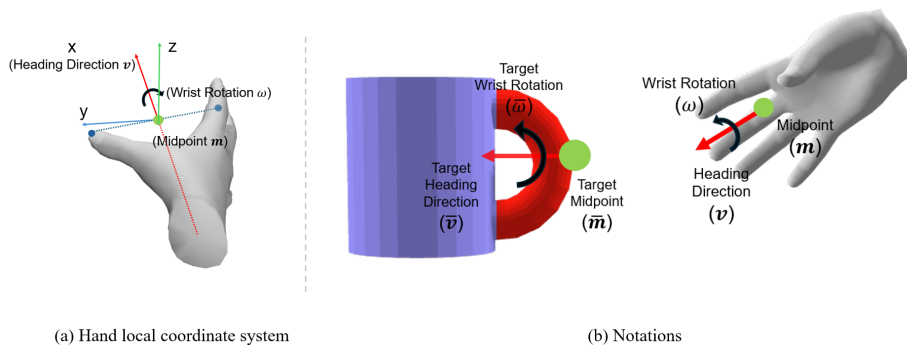 x
(Heading Direction v)
z
(Wrist Rotation ω)
y
(Midpoint m)
(a) Hand local coordinate system
Target
Wrist Rotation
(ω̅)
Target
Heading
Direction
(v̅)
Target
Midpoint
(m̅)
Wrist Rotation
(ω)
Midpoint
(m)
Heading
Direction
(v)
(b) Notations